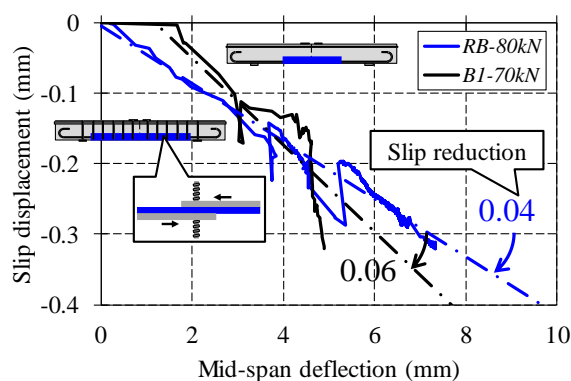 0
-0.1
-0.2
-0.3
-0.4
Slip displacement (mm)
RB-80kN
B1-70kN
Slip reduction
0.04
0.06
0 2 4 6 8 10
Mid-span deflection (mm)